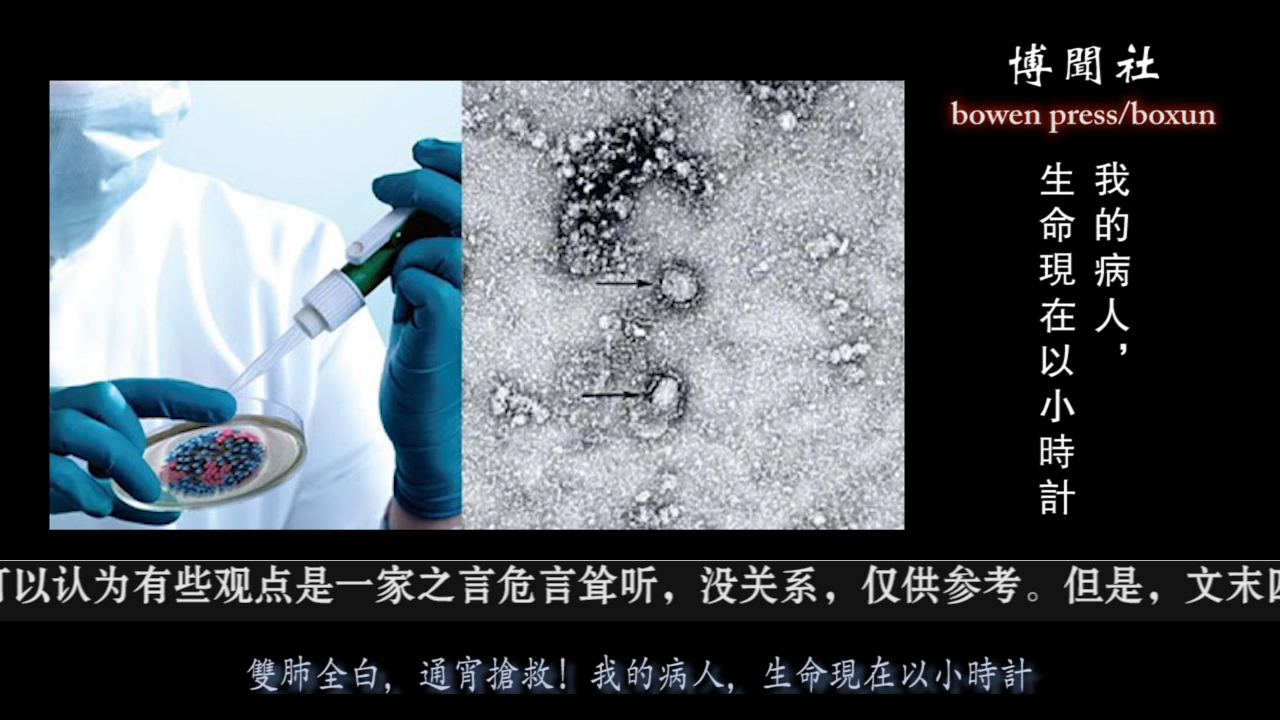 博聞社
bowen press/boxun
我的病人，
生命現在以小時計
可以认为有些观点是一家之言危言耸听，没关系，仅供参考。但是，文末
雙肺全白，通宵搶救！我的病人，生命現在以小時計